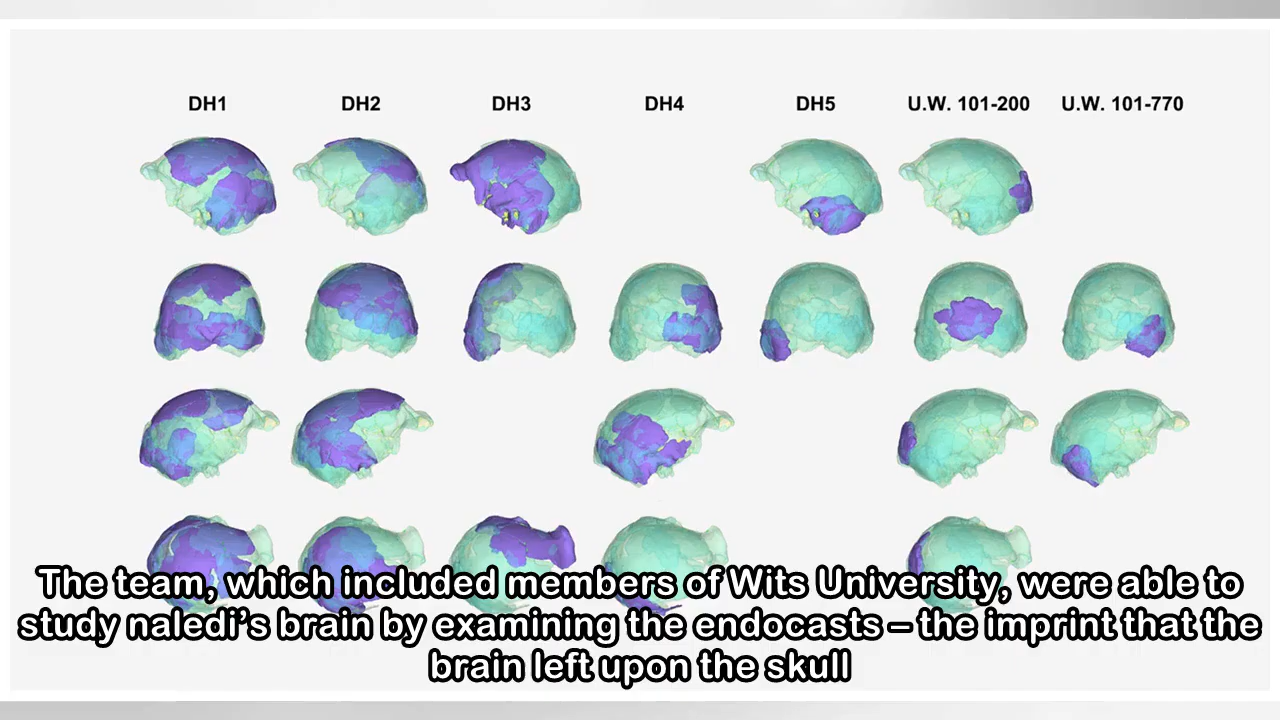 DH1 DH2 DH3 DH4 DH5 U.W. 101-200 U.W. 101-770
The team, which included members of Wits University, were able to
study naledi's brain by examining the endocasts – the imprint that the
brain left upon the skull